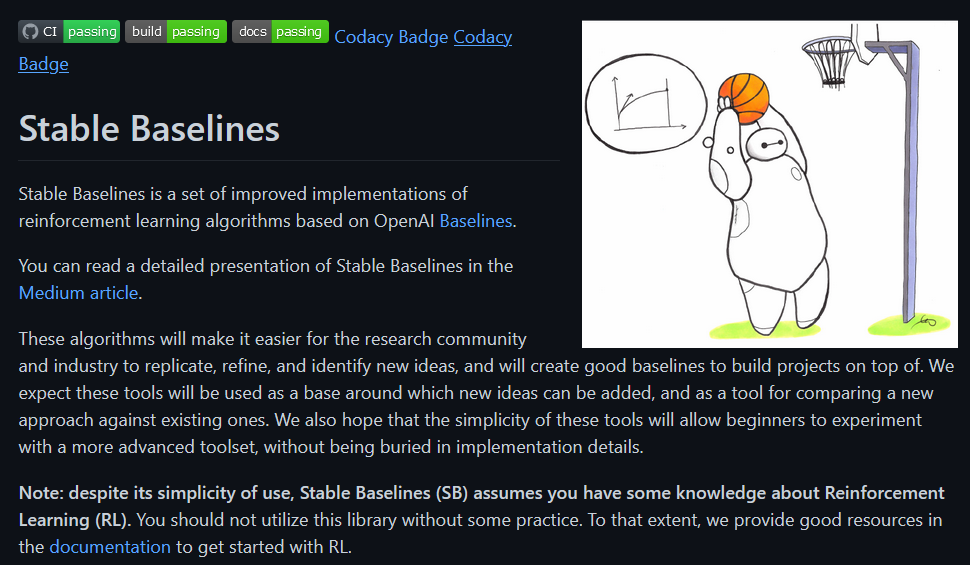 CI passing build passing docs passing Codacy Badge Codacy
Badge
Stable Baselines
Stable Baselines is a set of improved implementations of
reinforcement learning algorithms based on OpenAI Baselines.
You can read a detailed presentation of Stable Baselines in the
Medium article.
These algorithms will make it easier for the research community
and industry to replicate, refine, and identify new ideas, and will create good baselines to build projects on top of. We
expect these tools will be used as a base around which new ideas can be added, and as a tool for comparing a new
approach against existing ones. We also hope that the simplicity of these tools will allow beginners to experiment
with a more advanced toolset, without being buried in implementation details.
Note: despite its simplicity of use, Stable Baselines (SB) assumes you have some knowledge about Reinforcement
Learning (RL). You should not utilize this library without some practice. To that extent, we provide good resources in
the documentation to get started with RL.